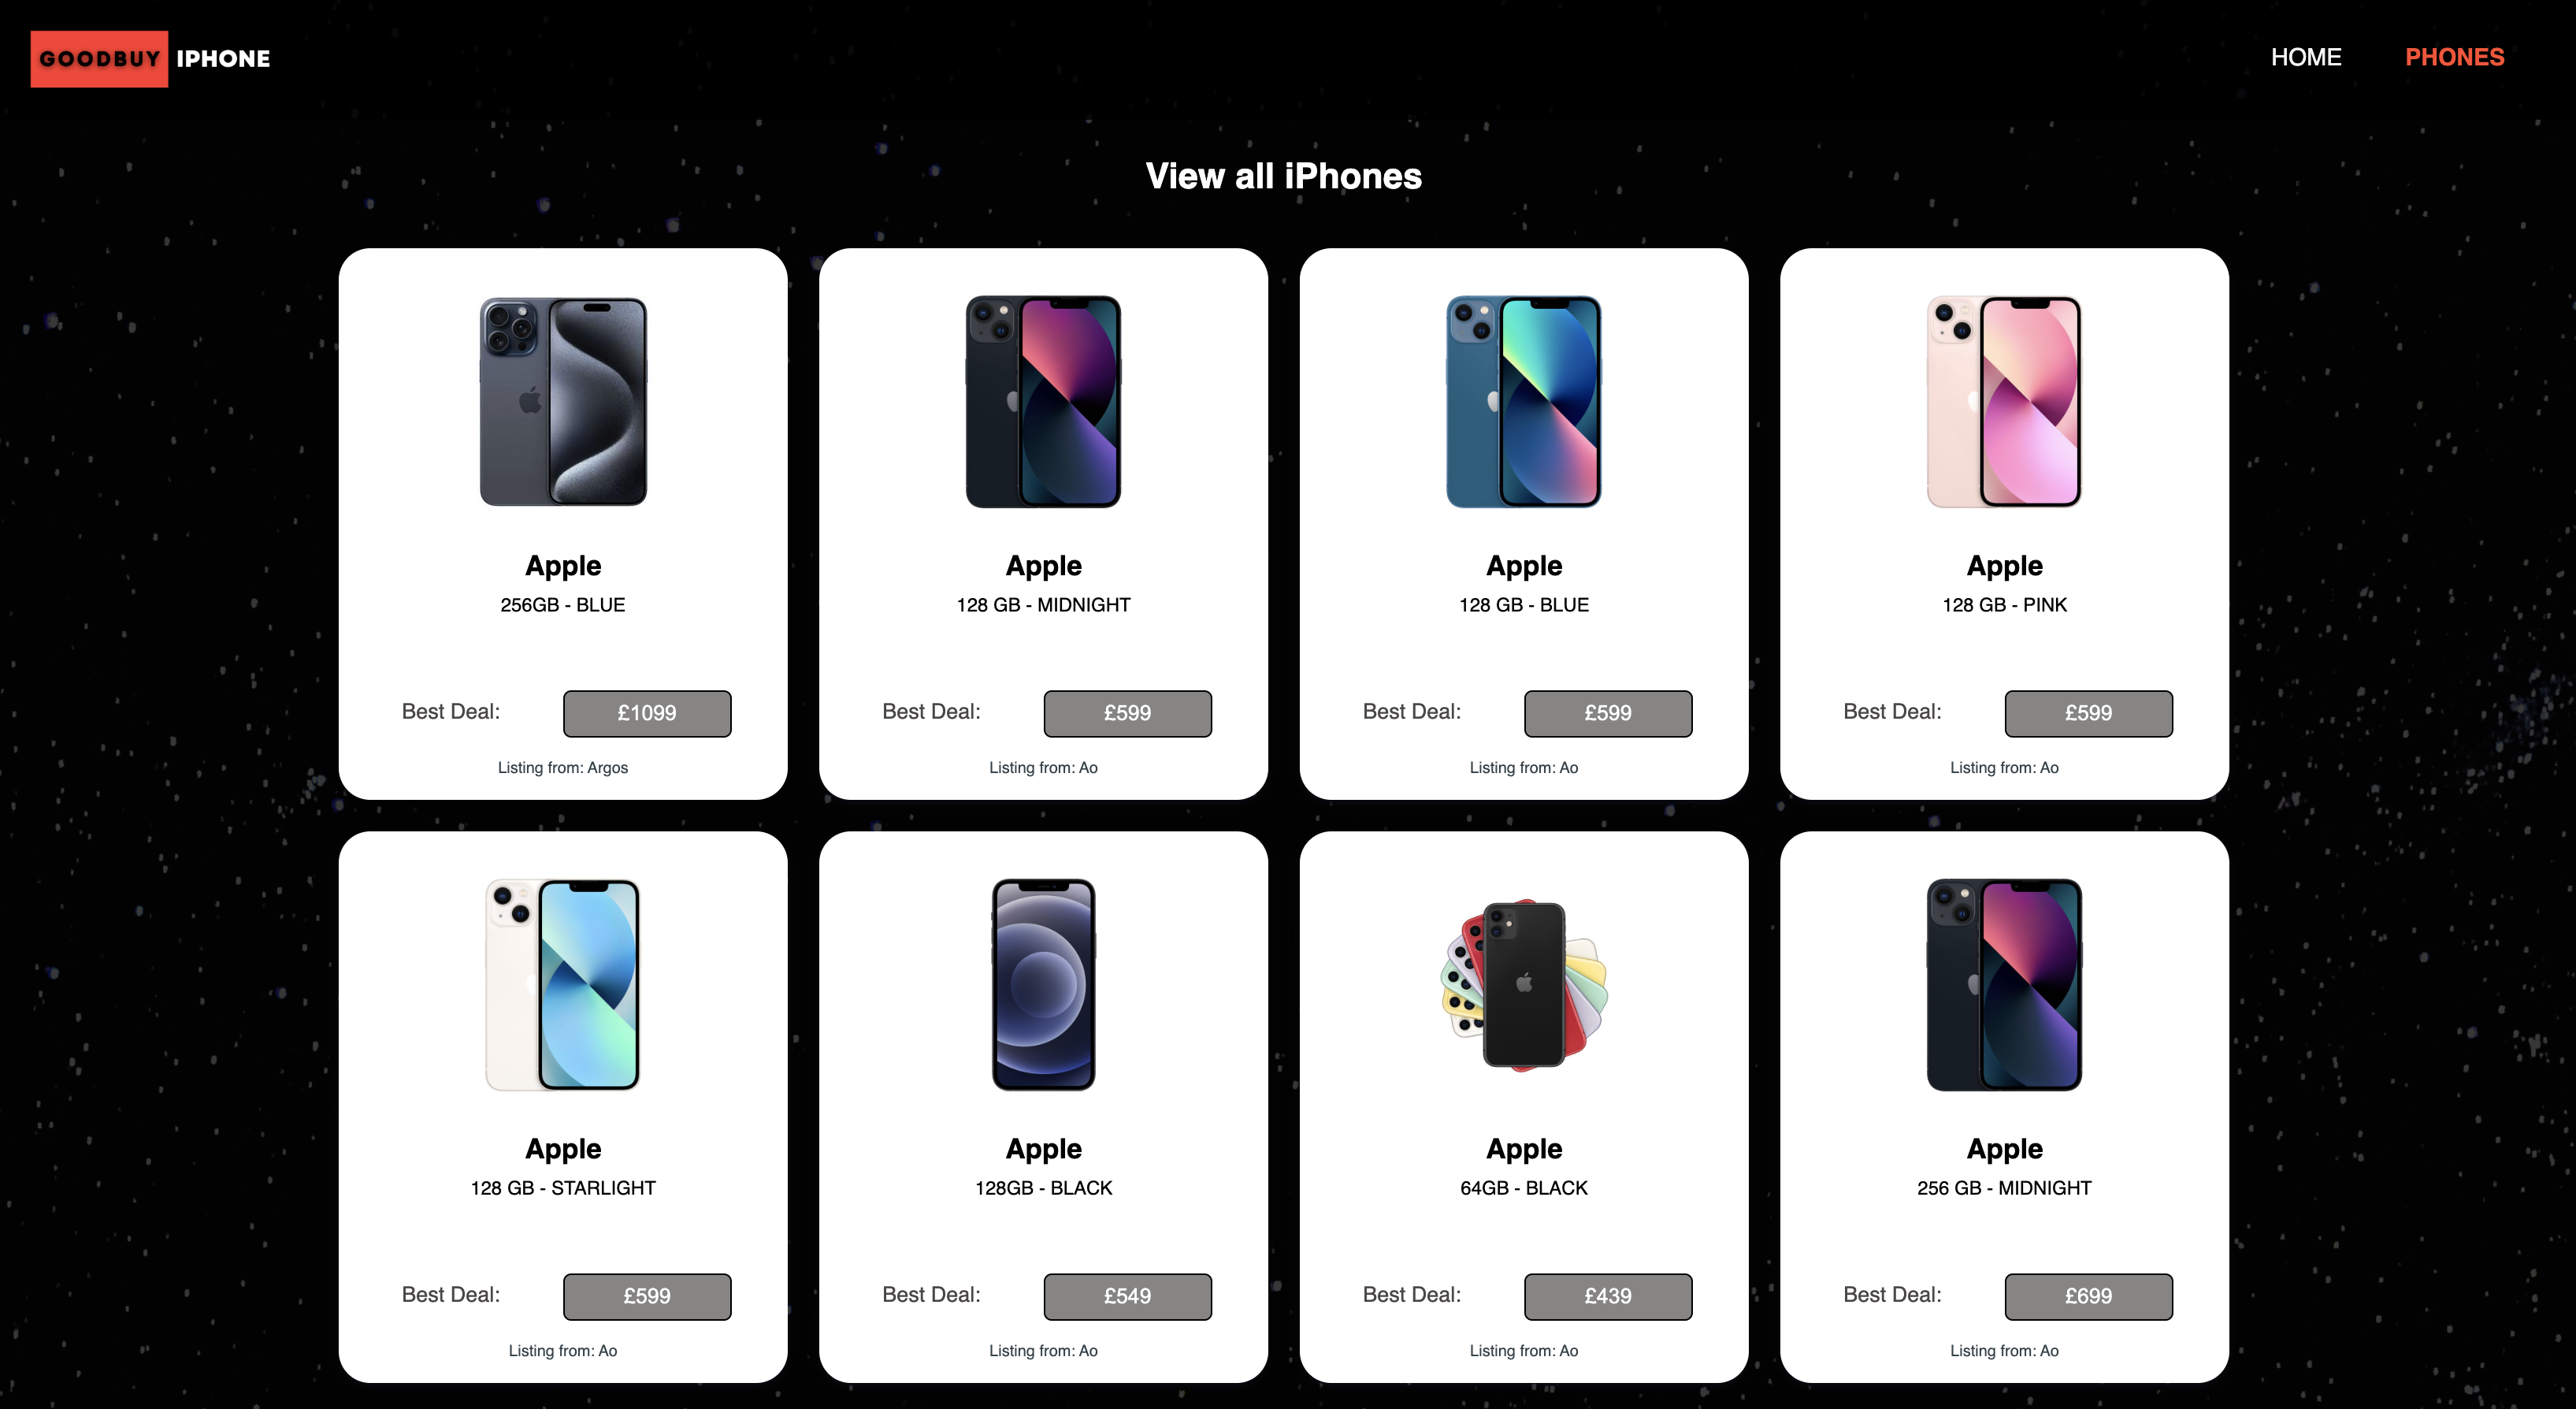 GOODBUY IPHONE
HOME PHONES
View all iPhones
Apple
256GB - BLUE
Best Deal: £1099
Listing from: Argos
Apple
128 GB - MIDNIGHT
Best Deal: £599
Listing from: Ao
Apple
128 GB - BLUE
Best Deal: £599
Listing from: Ao
Apple
128 GB - PINK
Best Deal: £599
Listing from: Ao
Apple
128 GB - STARLIGHT
Best Deal: £599
Listing from: Ao
Apple
128GB - BLACK
Best Deal: £549
Listing from: Ao
Apple
64GB - BLACK
Best Deal: £439
Listing from: Ao
Apple
256 GB - MIDNIGHT
Best Deal: £699
Listing from: Ao